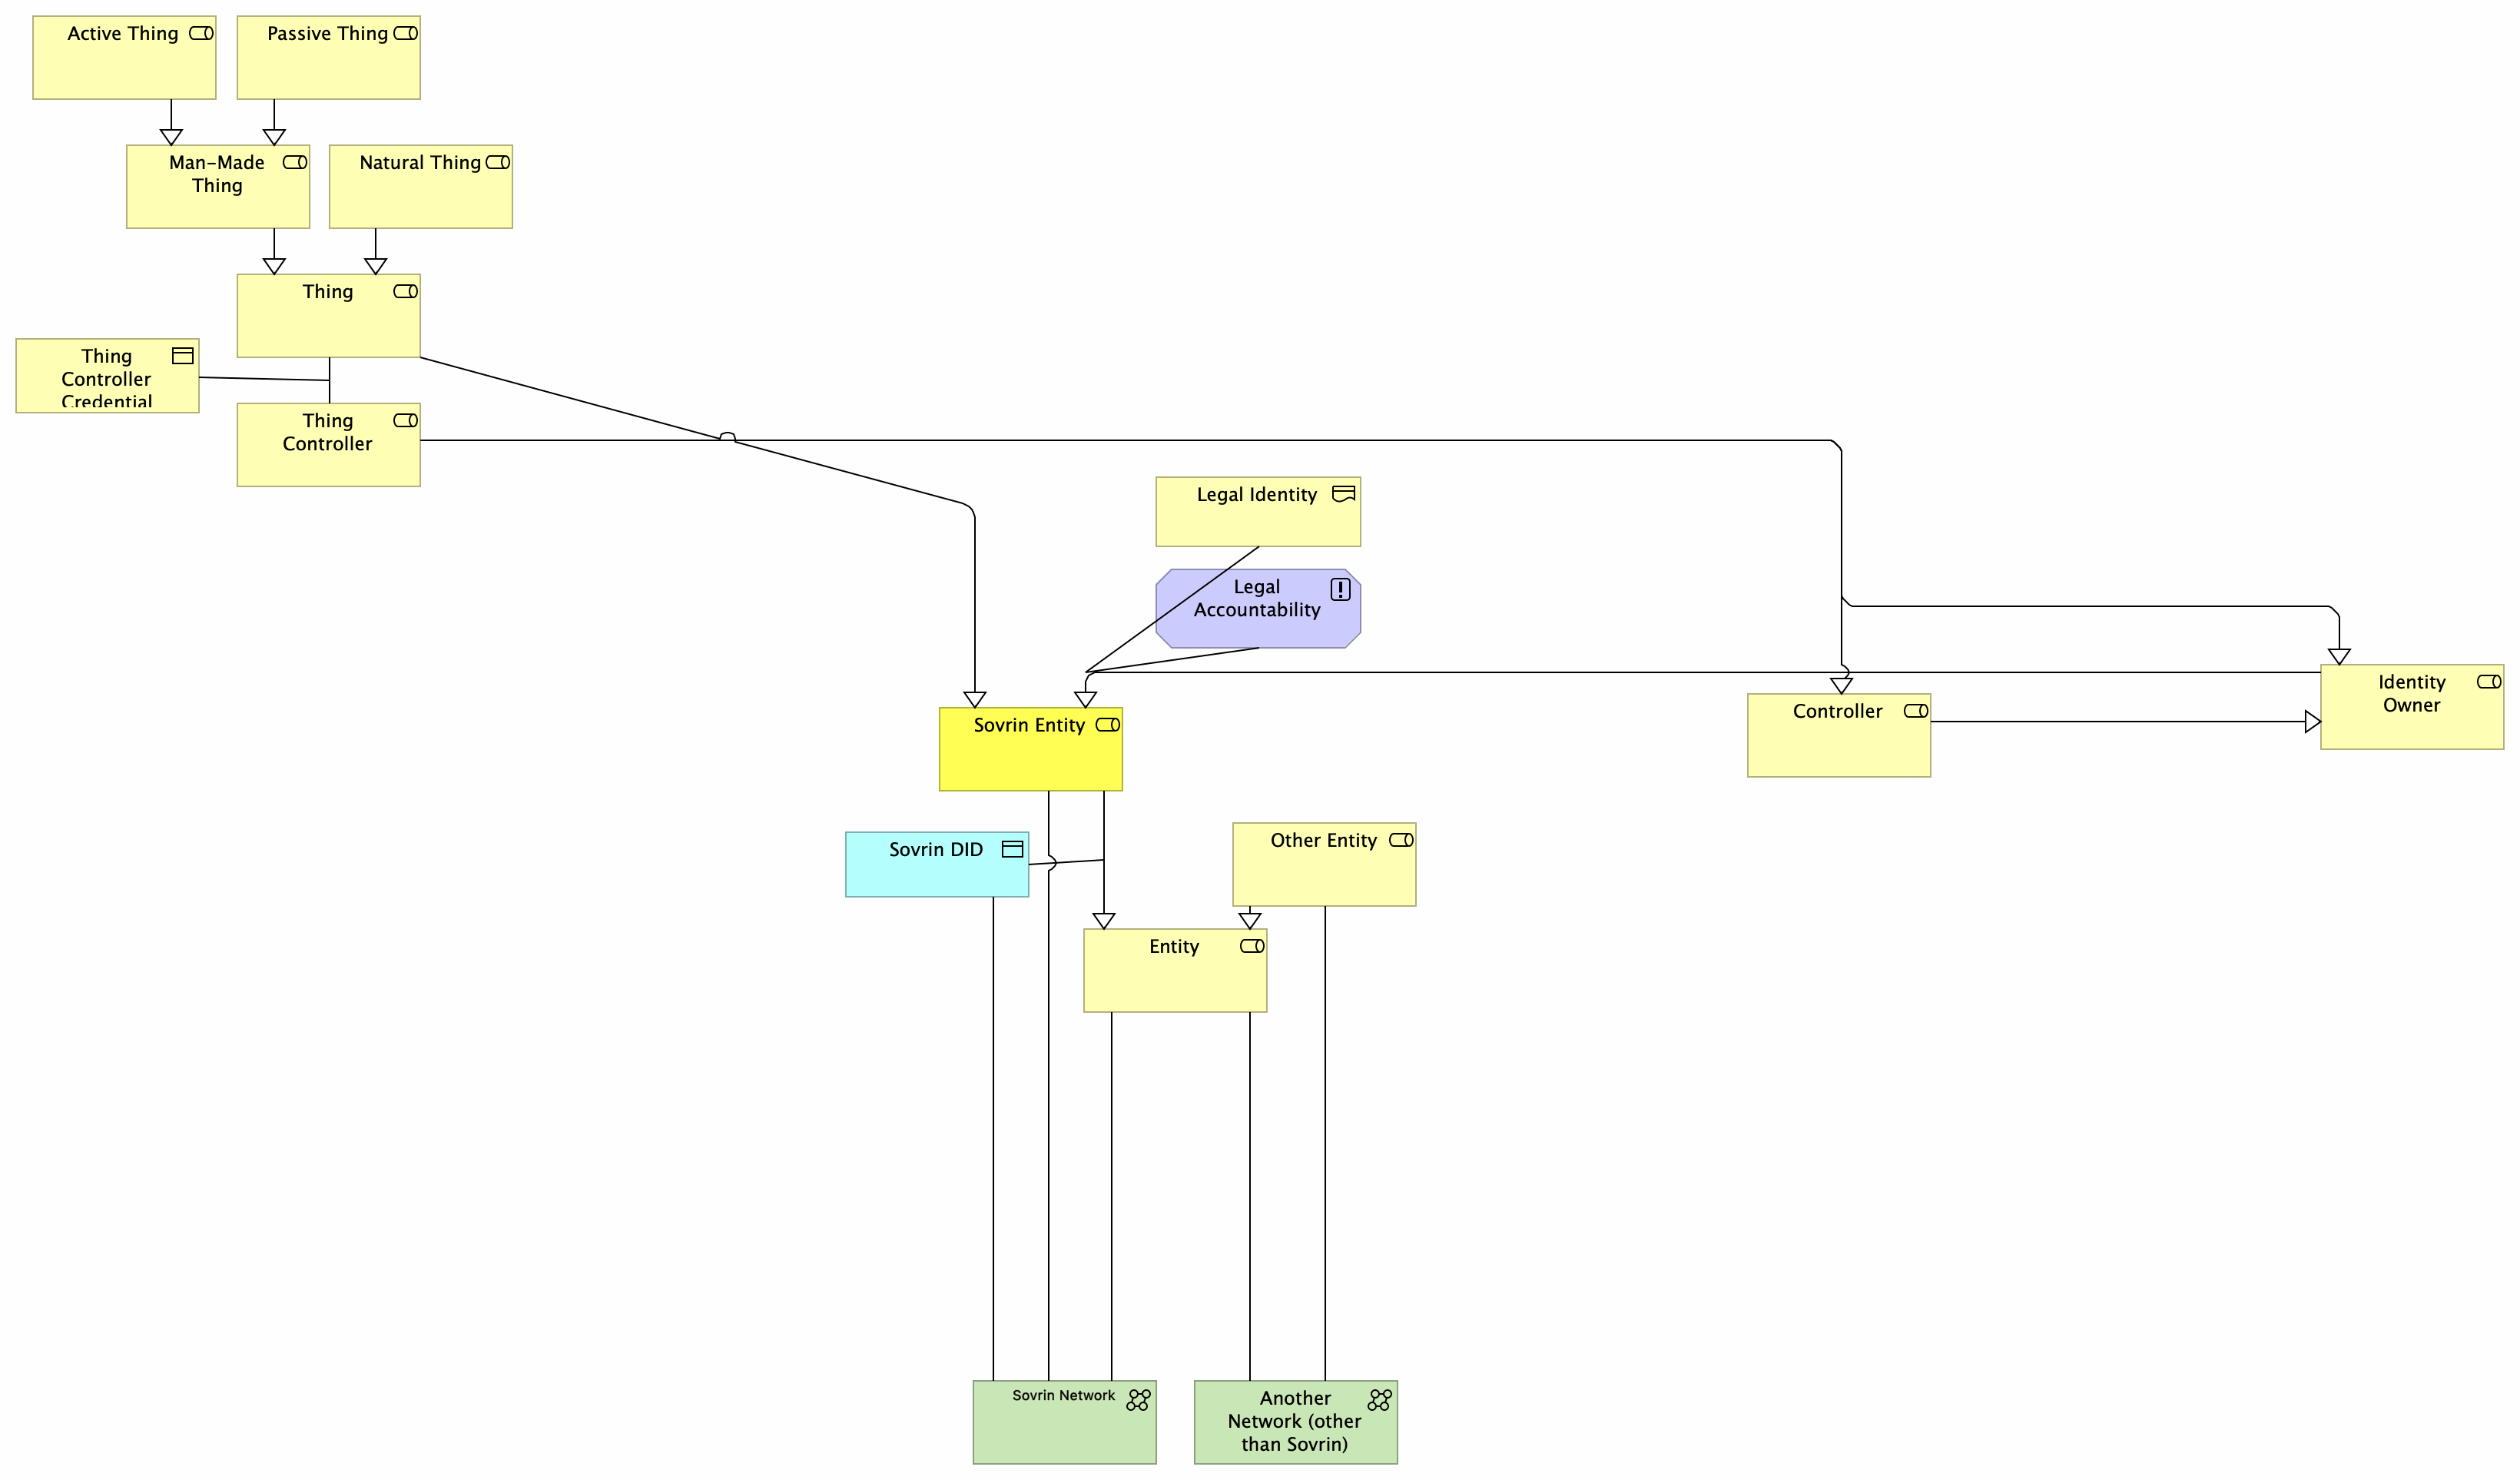 Active Thing
Passive Thing
Man-Made
Thing
Natural Thing
Thing
Thing
Controller
Credential
Thing
Controller
Legal Identity
Legal
Accountability
Identity
Owner
Sovrin Entity
Controller
Sovrin DID
Other Entity
Entity
Sovrin Network
Another
Network (other
than Sovrin)